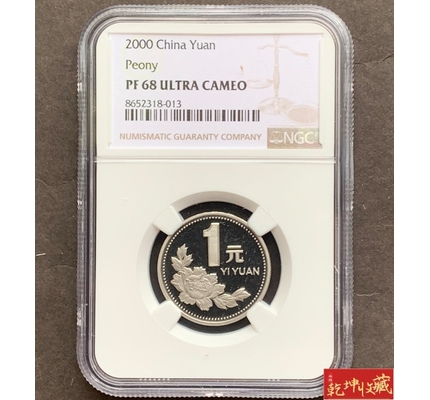 2000 China Yuan
Peony
PF 68 ULTRA CAMEO
8652318-013
NUMISMATIC GUARANTY COMPANY
NGC
1元
YI YUAN
乾坤收藏